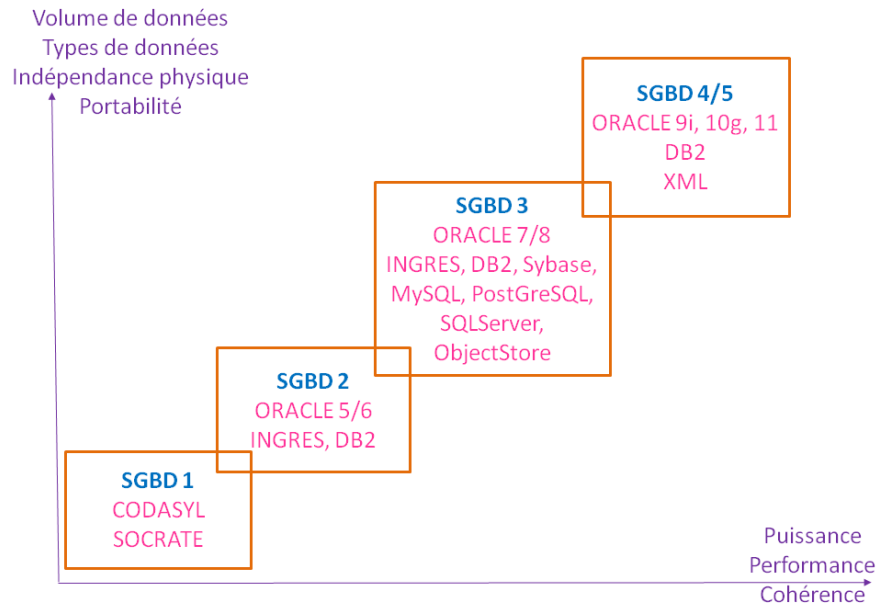 Volume de données
Types de données
Indépendance physique
Portabilité
SGBD 4/5
ORACLE 9i, 10g, 11
DB2
XML
SGBD 3
ORACLE 7/8
INGRES, DB2, Sybase,
MySQL, PostGreSQL,
SQLServer,
ObjectStore
SGBD 2
ORACLE 5/6
INGRES, DB2
SGBD 1
CODASYL
SOCRATE
Puissance
Performance
Cohérence